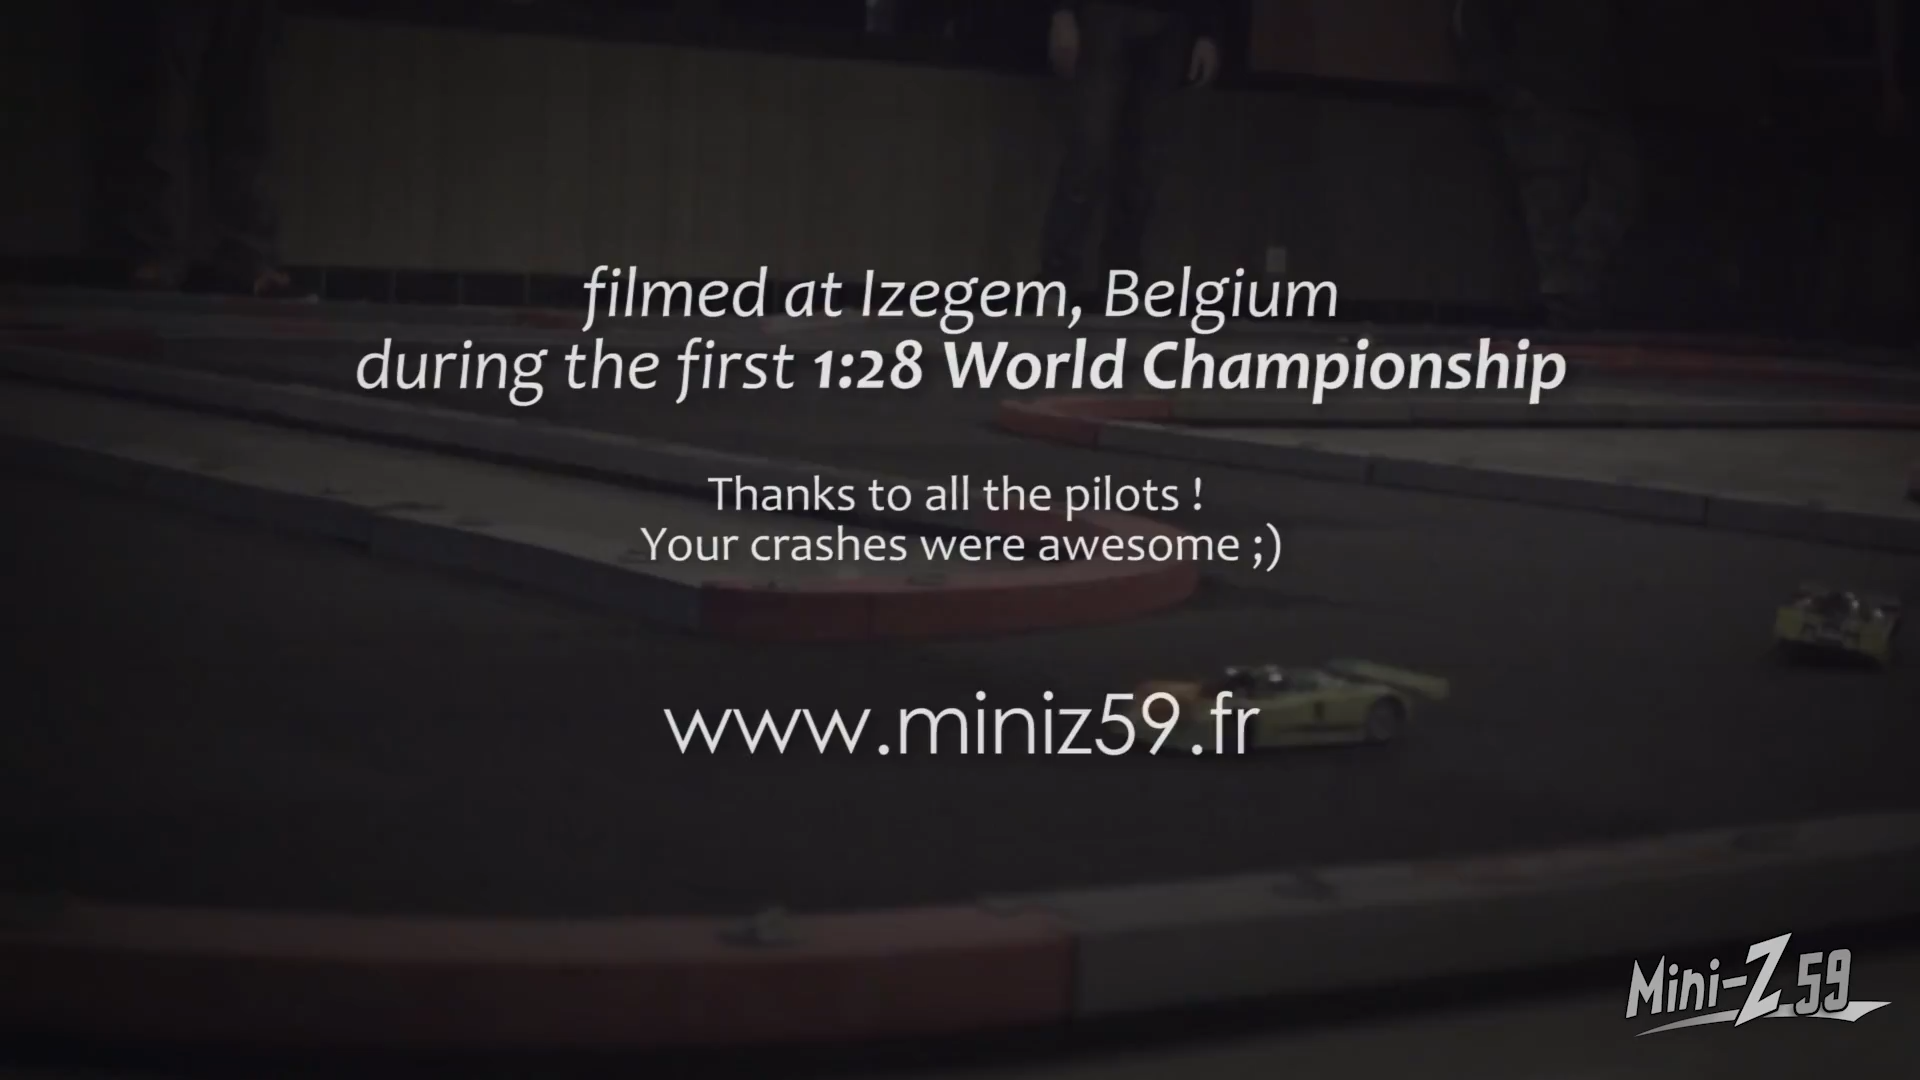 filmed at Izegem, Belgium
during the first 1:28 World Championship
Thanks to all the pilots !
Your crashes were awesome ;)
www.miniz59.fr
Mini-Z 59